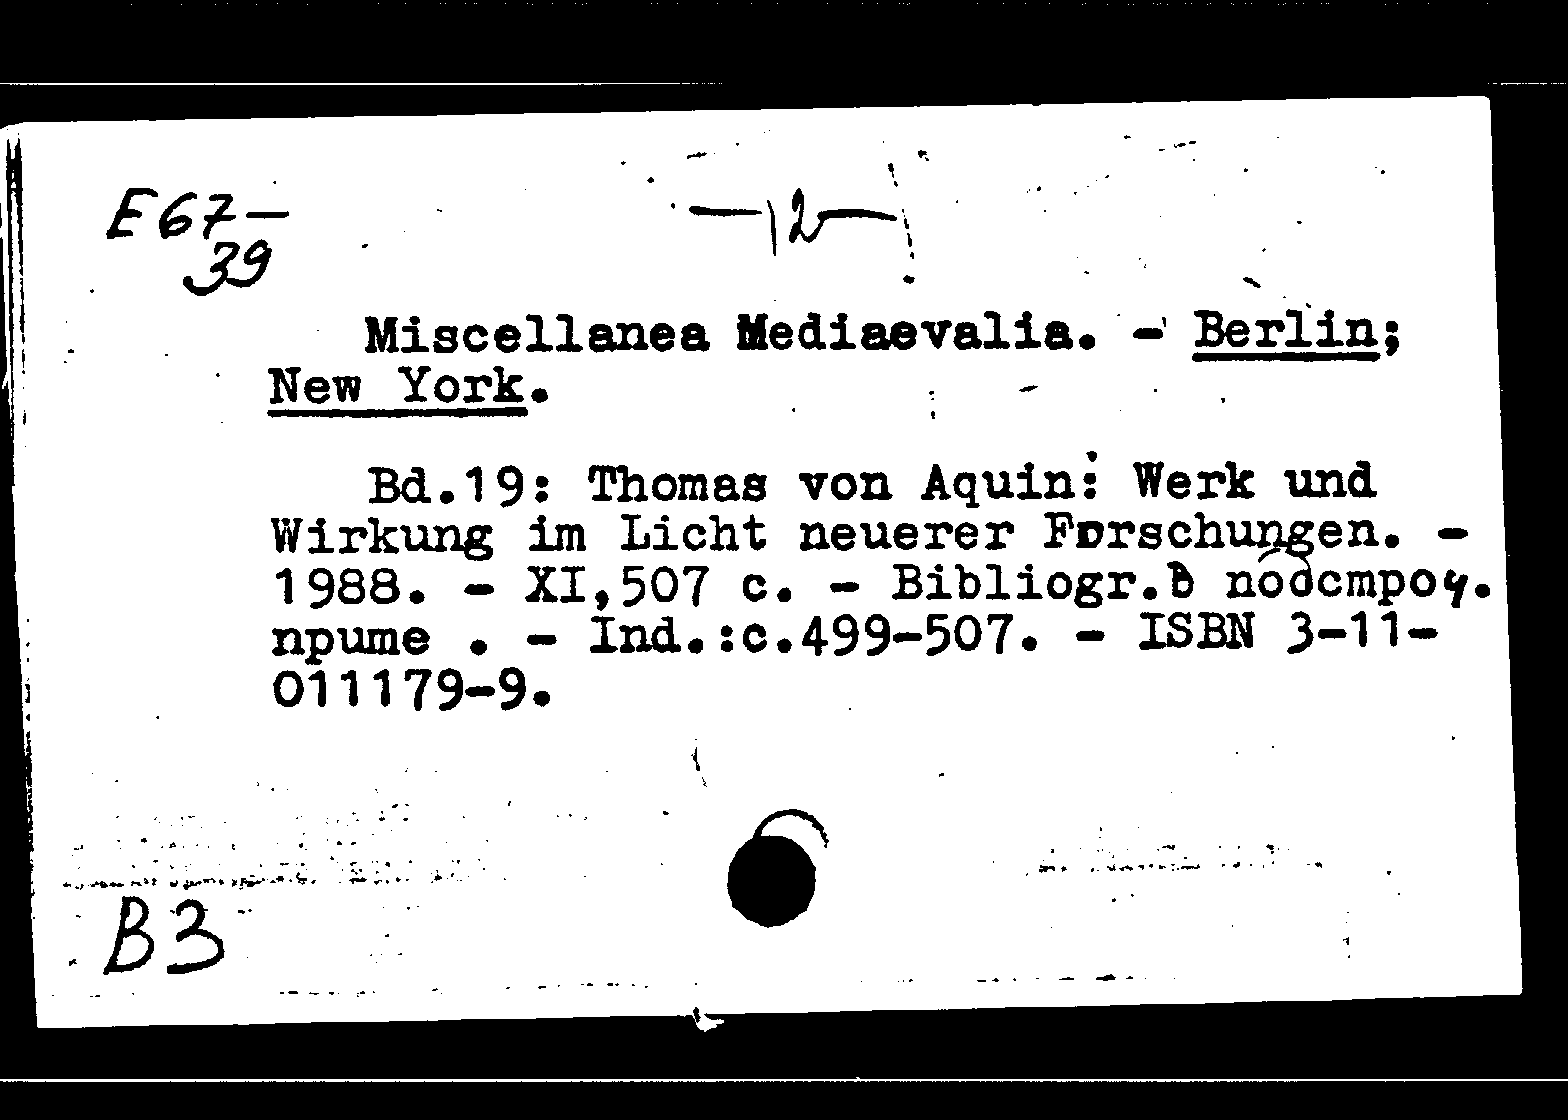 E67-
39
-12-
Miscellanea Mediaevalia. - Berlin;
New York.
Bd.19: Thomas von Aquin: Werk und
Wirkung im Licht neuerer Forschungen. -
1988. - XI,507 c. - Bibliogr.в подстроч.
приме . - Ind.:c.499-507. - ISBN 3-11-
011179-9.
B3